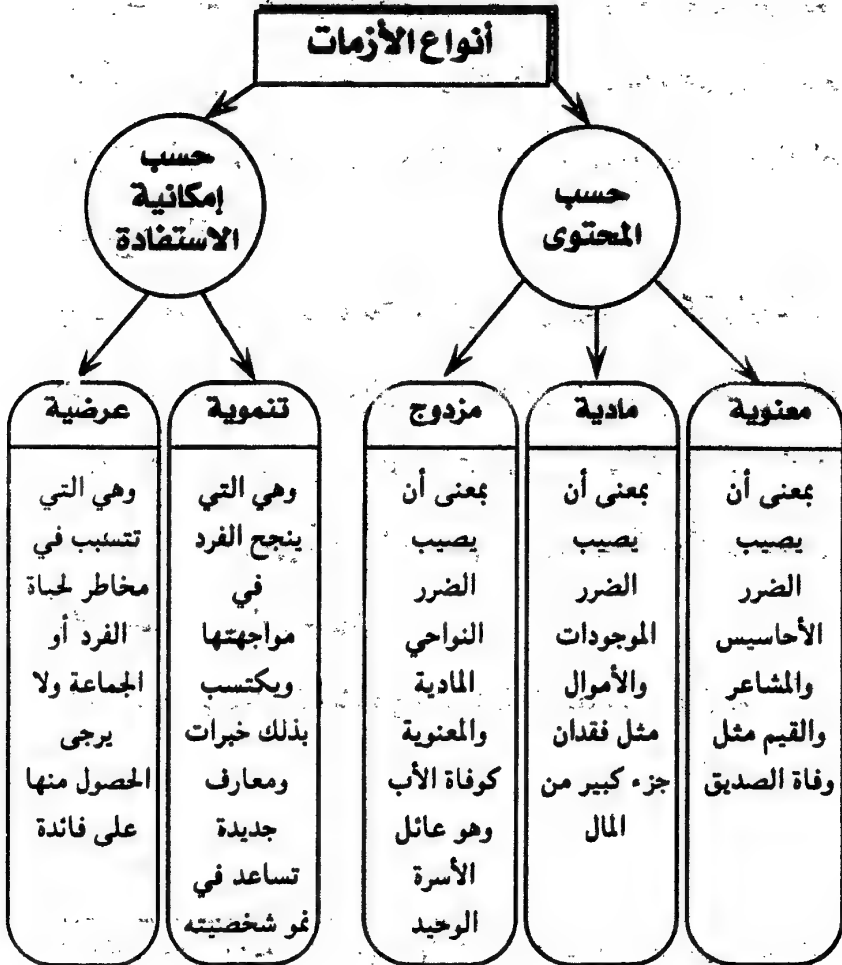 أنواع الأزمات
حسب
المحتوى
حسب
إمكانية
الاستفادة
معنوية
بمعنى أن
يصيب
الضرر
الأحاسيس
والمشاعر
والقيم مثل
وفاة الصديق
مادية
بمعنى أن
يصيب
الضرر
الموجودات
والأموال
مثل فقدان
جزء كبير من
المال
مزدوج
بمعنى أن
يصيب
الضرر
النواحي
المادية
والمعنوية
كوفاة الأب
وهو عائل
الأسرة
الوحيد
تنموية
وهي التي
ينجح الفرد
في
مواجهتها
ويكتسب
بذلك خبرات
ومعارف
جديدة
تساعد في
نمو شخصيته
عرضية
وهي التي
تتسبب في
مخاطر لحياة
الفرد أو
الجماعة ولا
يرجى
الحصول منها
على فائدة